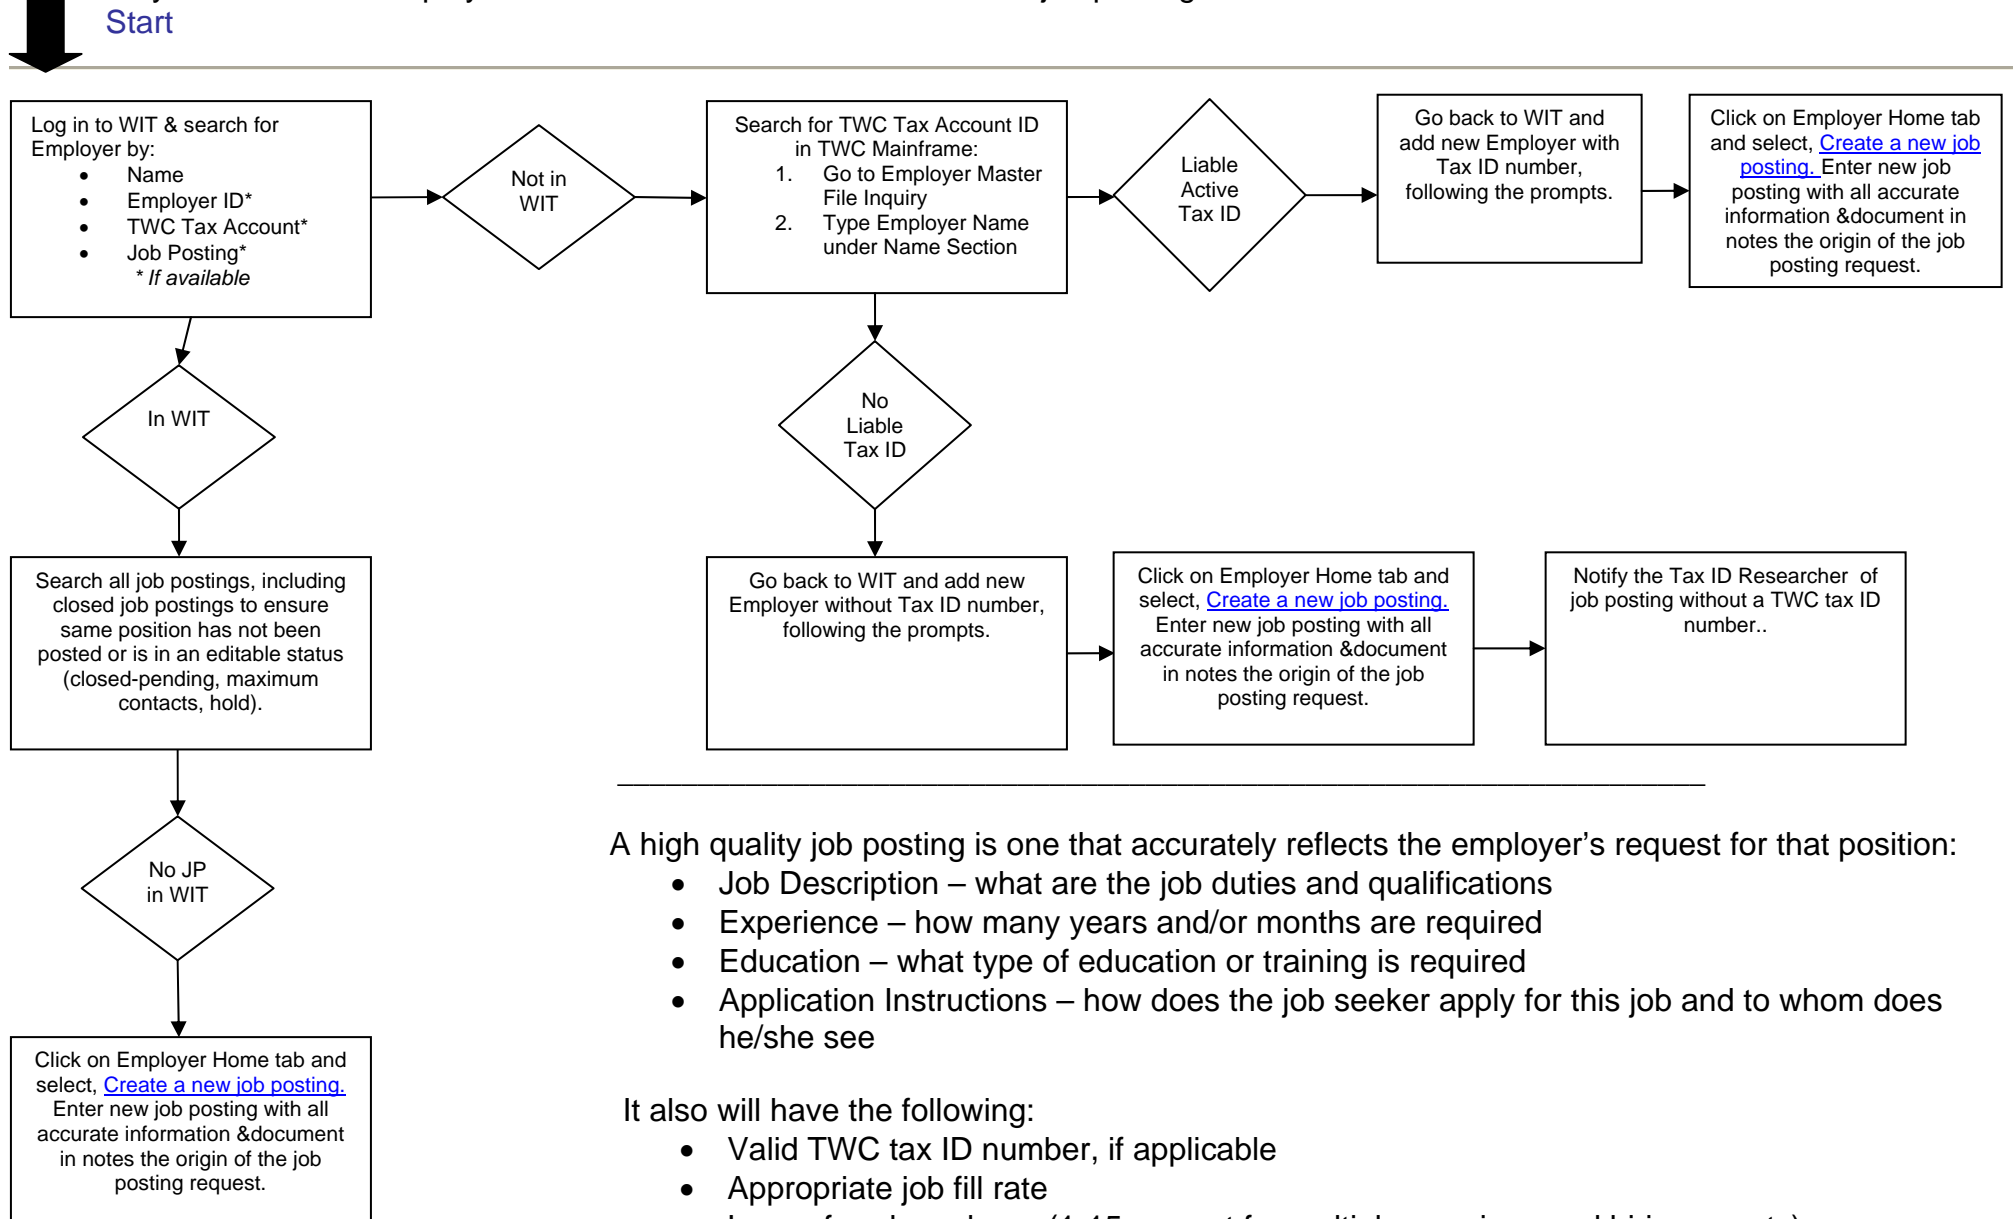 Start
Log in to WIT & search for
Employer by:
• Name
• Employer ID*
• TWC Tax Account*
• Job Posting*
* If available
Not in
WIT
Search for TWC Tax Account ID
in TWC Mainframe:
1. Go to Employer Master
File Inquiry
2. Type Employer Name
under Name Section
Liable
Active
Tax ID
Go back to WIT and
add new Employer with
Tax ID number,
following the prompts.
Click on Employer Home tab
and select, Create a new job
posting. Enter new job
posting with all accurate
information &document in
notes the origin of the job
posting request.
In WIT
No
Liable
Tax ID
Search all job postings, including
closed job postings to ensure
same position has not been
posted or is in an editable status
(closed-pending, maximum
contacts, hold).
Go back to WIT and add new
Employer without Tax ID number,
following the prompts.
Click on Employer Home tab and
select, Create a new job posting.
Enter new job posting with all
accurate information &document
in notes the origin of the job
posting request.
Notify the Tax ID Researcher of
job posting without a TWC tax ID
number..
No JP
in WIT
Click on Employer Home tab and
select, Create a new job posting.
Enter new job posting with all
accurate information &document
in notes the origin of the job
posting request.
A high quality job posting is one that accurately reflects the employer’s request for that position:
• Job Description – what are the job duties and qualifications
• Experience – how many years and/or months are required
• Education – what type of education or training is required
• Application Instructions – how does the job seeker apply for this job and to whom does
he/she see
It also will have the following:
• Valid TWC tax ID number, if applicable
• Appropriate job fill rate